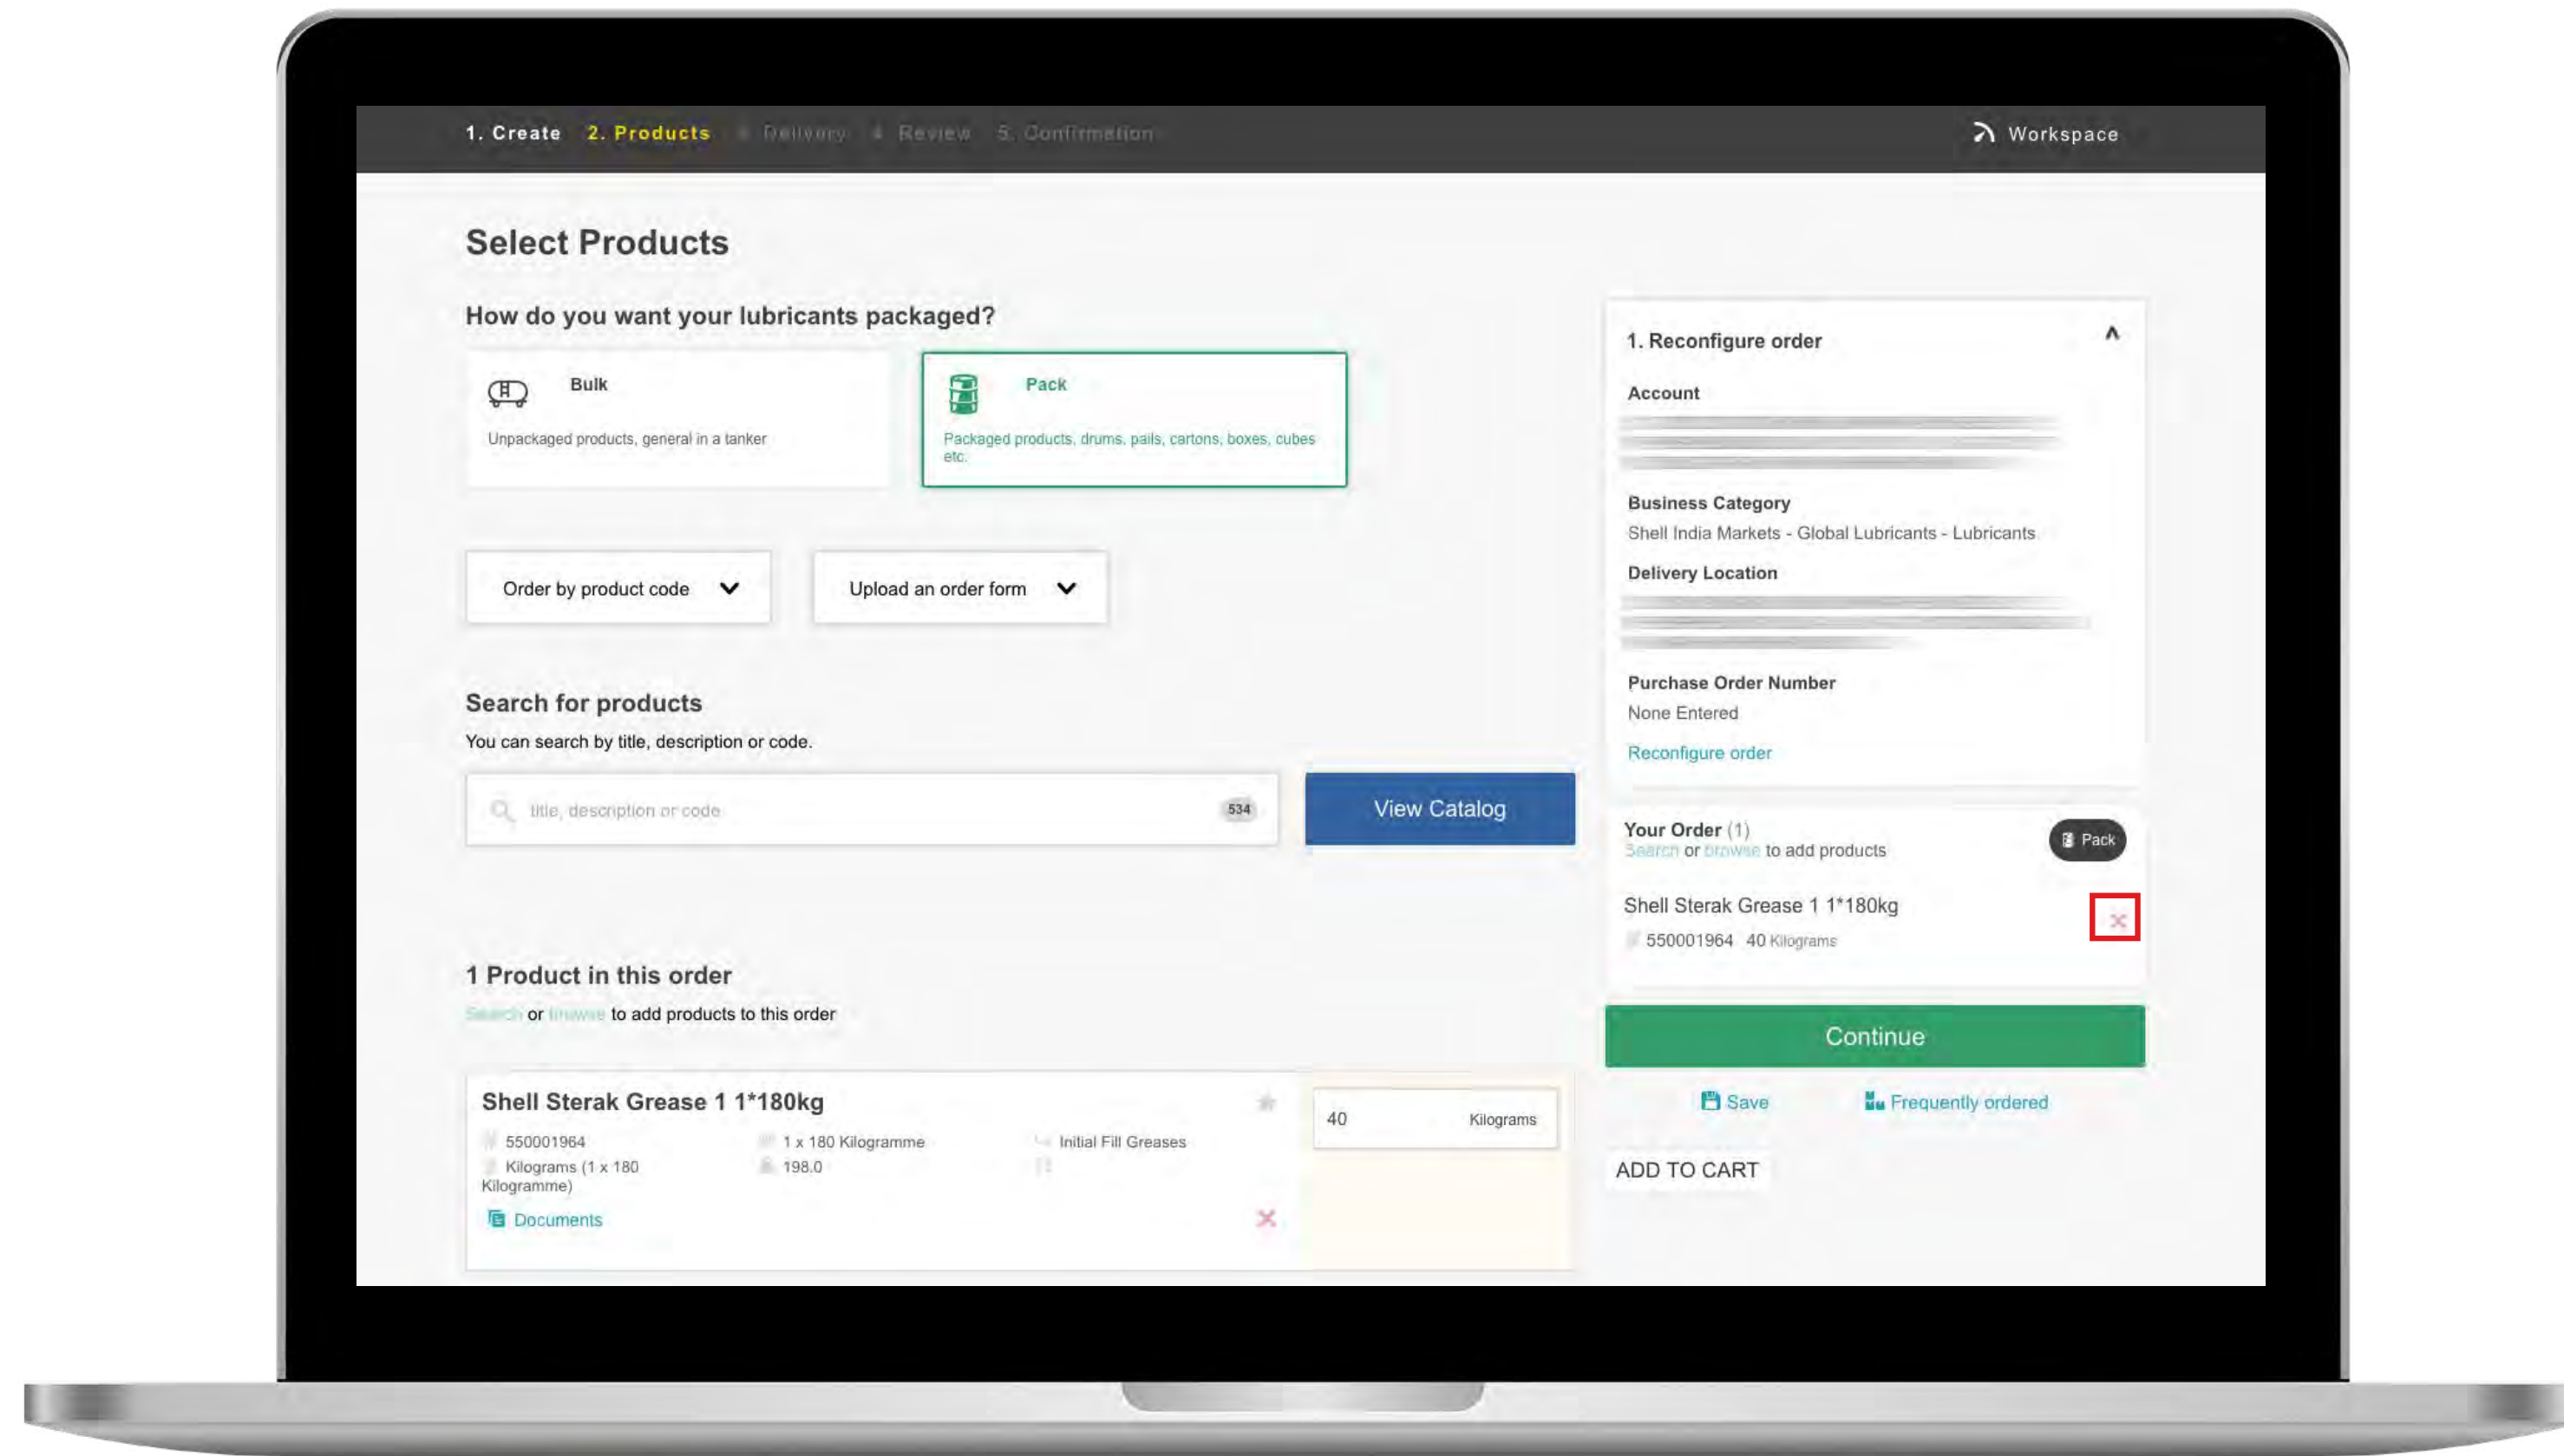 1. Create 2. Products Delivery 4 Review 5. Confirmation
Workspace
Select Products
How do you want your lubricants packaged?
Bulk
Unpackaged products, general in a tanker
Pack
Packaged products, drums, pails, cartons, boxes, cubes
etc.
Order by product code
Upload an order form
Search for products
You can search by title, description or code.
title, description or code
534
View Catalog
1 Product in this order
Search or browse to add products to this order
Shell Sterak Grease 1 1*180kg
550001964
1 x 180 Kilogramme
Initial Fill Greases
Kilograms (1 x 180
Kilogramme)
198.0
Documents
40 Kilograms
1. Reconfigure order
Account
Business Category
Shell India Markets - Global Lubricants - Lubricants
Delivery Location
Purchase Order Number
None Entered
Reconfigure order
Your Order (1)
Search or browse to add products
Pack
Shell Sterak Grease 1 1*180kg
550001964 40 Kilograms
Continue
Save
Frequently ordered
ADD TO CART